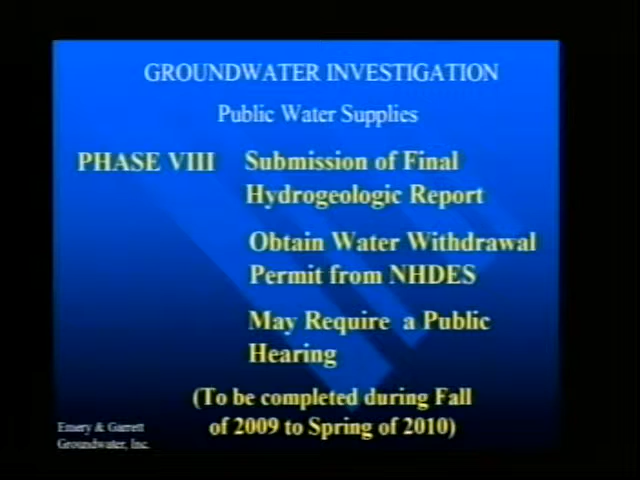 GROUNDWATER INVESTIGATION
Public Water Supplies
PHASE VIII Submission of Final
Hydrogeologic Report
Obtain Water Withdrawal
Permit from NHDES
May Require a Public
Hearing
(To be completed during Fall
of 2009 to Spring of 2010)
Emery & Garrett
Groundwater, Inc.